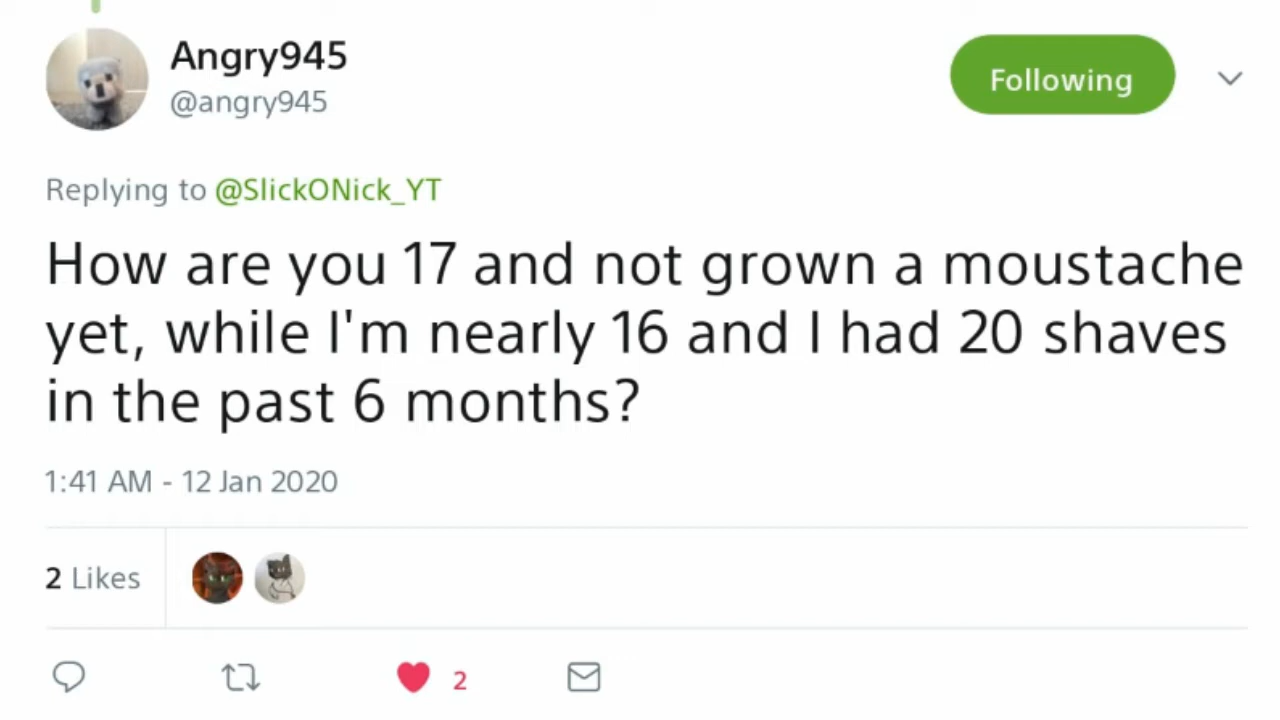 Angry945
@angry945
Following
Replying to @SlickONick_YT
How are you 17 and not grown a moustache
yet, while I'm nearly 16 and I had 20 shaves
in the past 6 months?
1:41 AM - 12 Jan 2020
2 Likes
2